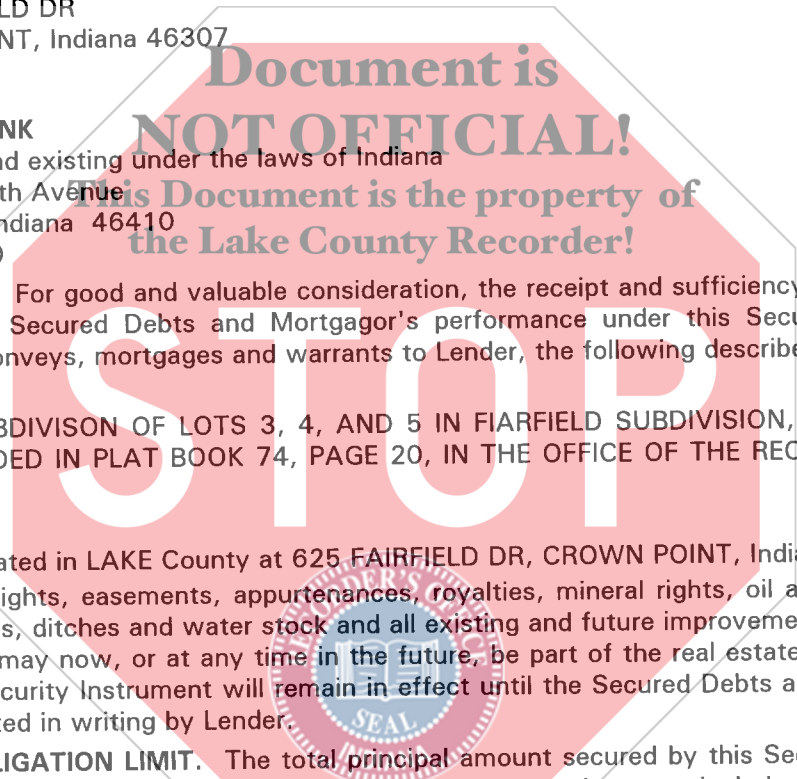 LD DR
NT, Indiana 46307
Document is
NK
NOT OFFICIAL!
nd existing under the laws of Indiana
This Document is the property of
th Avenue
ndiana 46410
the Lake County Recorder!
)
For good and valuable consideration, the receipt and sufficiency
Secured Debts and Mortgagor's performance under this Secu
onveys, mortgages and warrants to Lender, the following describe
STOP
BDIVISON OF LOTS 3, 4, AND 5 IN FIARFIELD SUBDIVISION,
DED IN PLAT BOOK 74, PAGE 20, IN THE OFFICE OF THE REC
ated in LAKE County at 625 FAIRFIELD DR, CROWN POINT, India
ights, easements, appurtenances, royalties, mineral rights, oil a
s, ditches and water stock and all existing and future improveme
may now, or at any time in the future, be part of the real estate
curity Instrument will remain in effect until the Secured Debts a
ted in writing by Lender.
RECORDER'S OFFICE
SEAL
INDIANA
LIGATION LIMIT. The total principal amount secured by this Sec